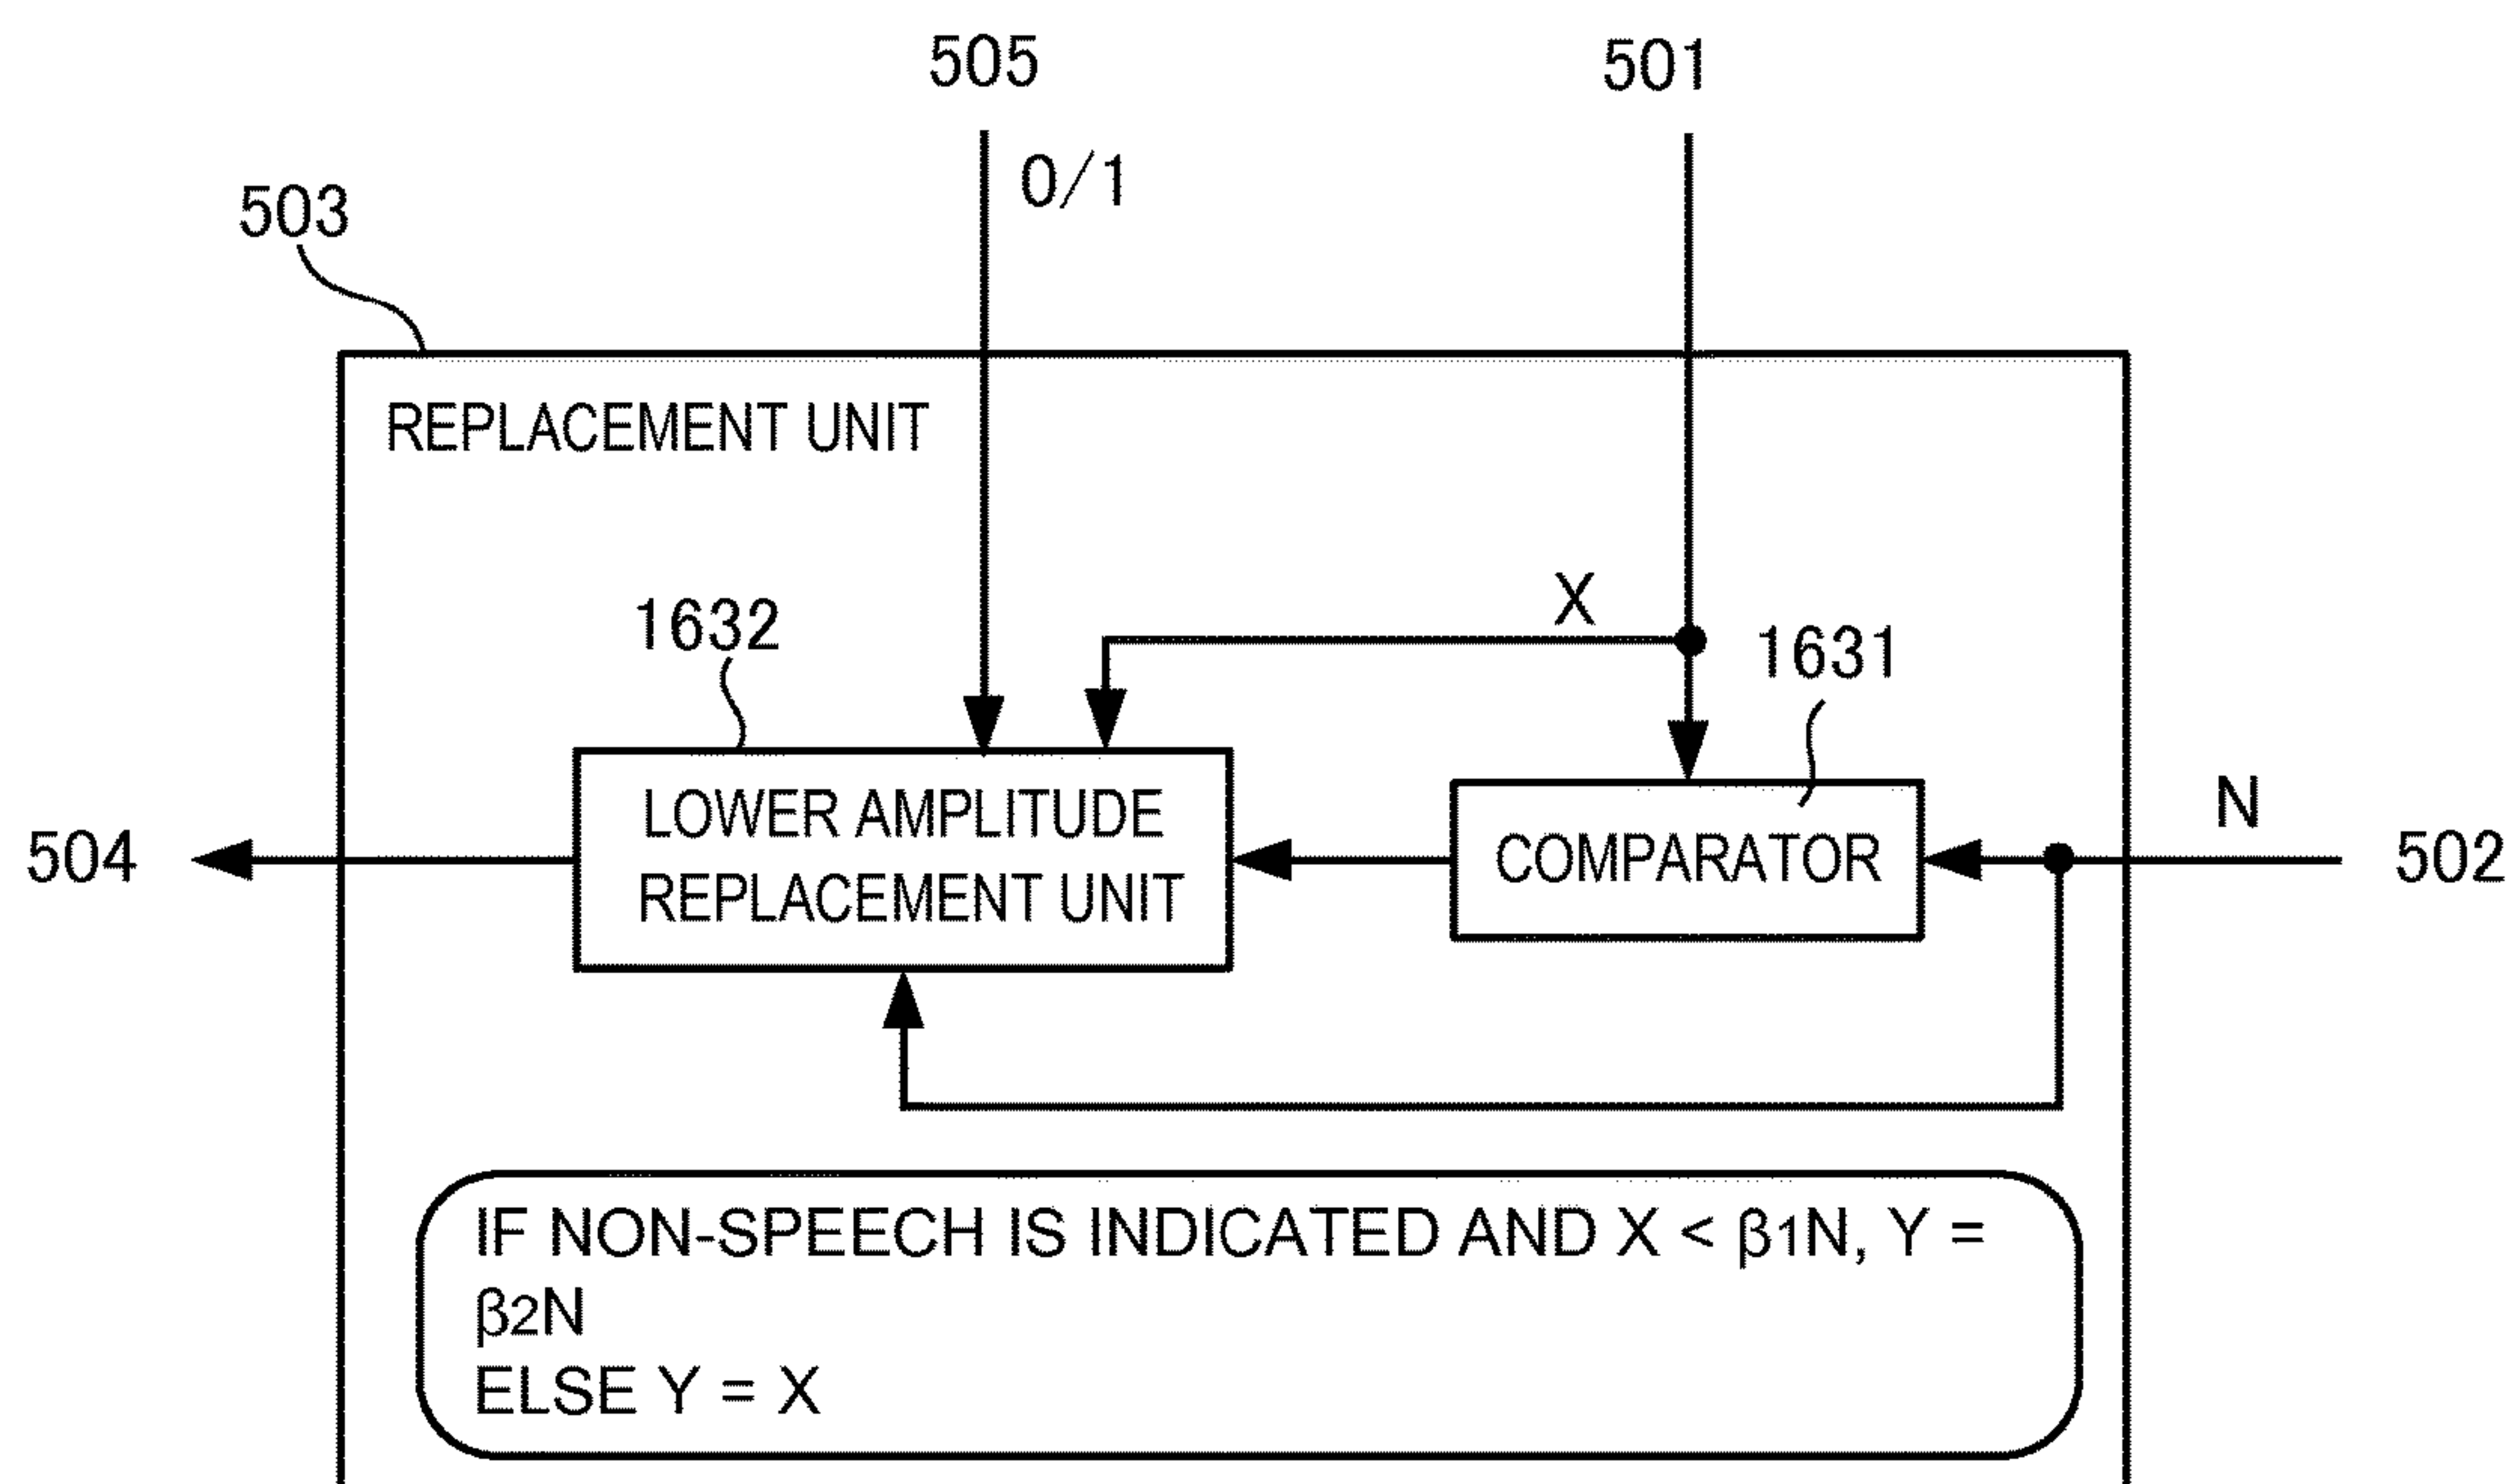 505
501
0/1
503
REPLACEMENT UNIT
X
1632
1631
LOWER AMPLITUDE
REPLACEMENT UNIT
COMPARATOR
N
504
502
IF NON-SPEECH IS INDICATED AND X < β1N, Y =
β2N
ELSE Y = X